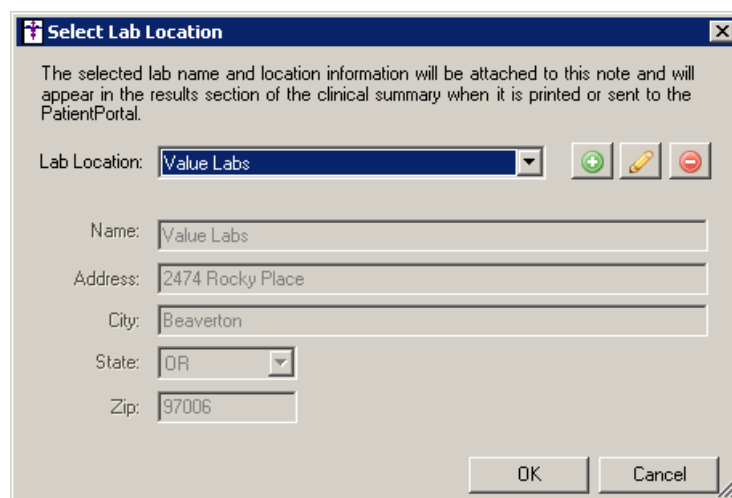 Select Lab Location
The selected lab name and location information will be attached to this note and will
appear in the results section of the clinical summary when it is printed or sent to the
PatientPortal.
Lab Location: Value Labs
Name: Value Labs
Address: 2474 Rocky Place
City: Beaverton
State: OR
Zip: 97006
OK Cancel